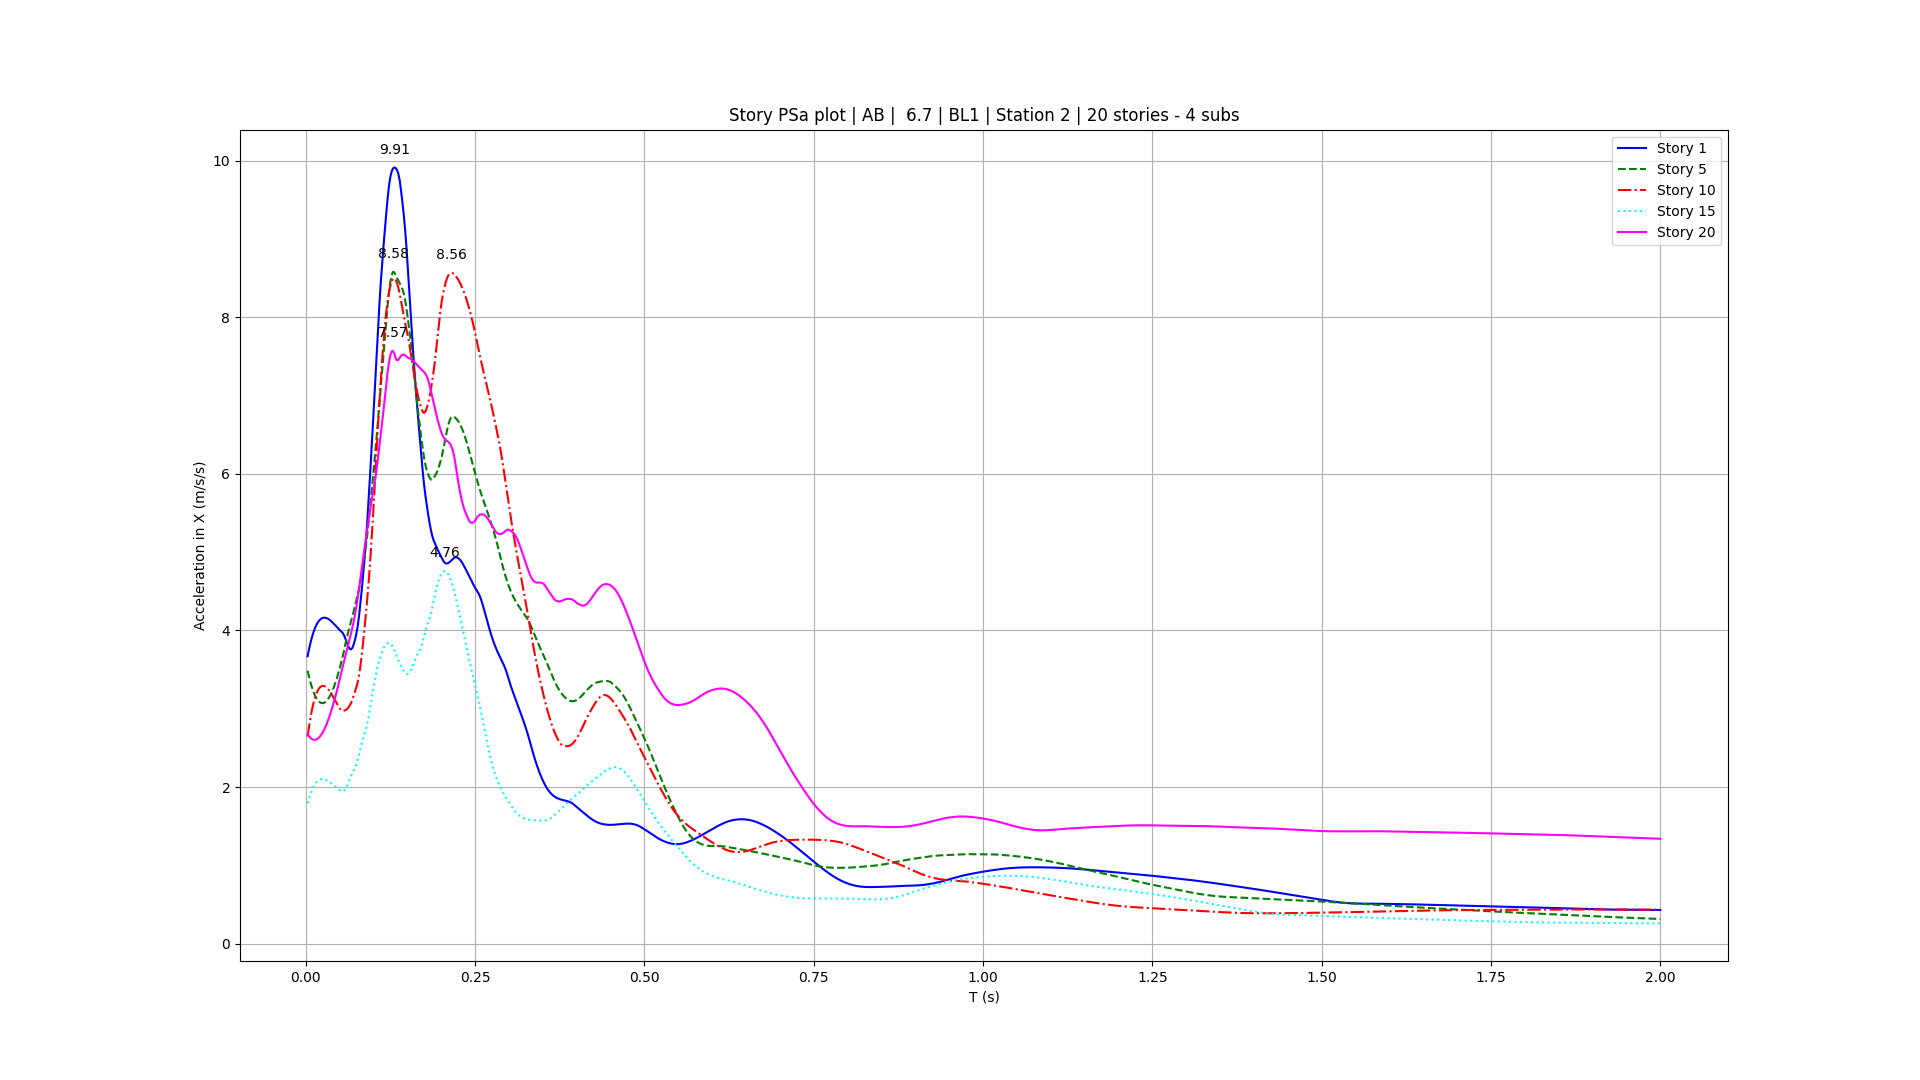 Story PSa plot | AB |  6.7 | BL1 | Station 2 | 20 stories - 4 subs
9.91
8.58
8.56
7.57
4.76
Story 1
Story 5
Story 10
Story 15
Story 20
10
8
6
4
2
0
Acceleration in X (m/s/s)
0.00 0.25 0.50 0.75 1.00 1.25 1.50 1.75 2.00
T (s)